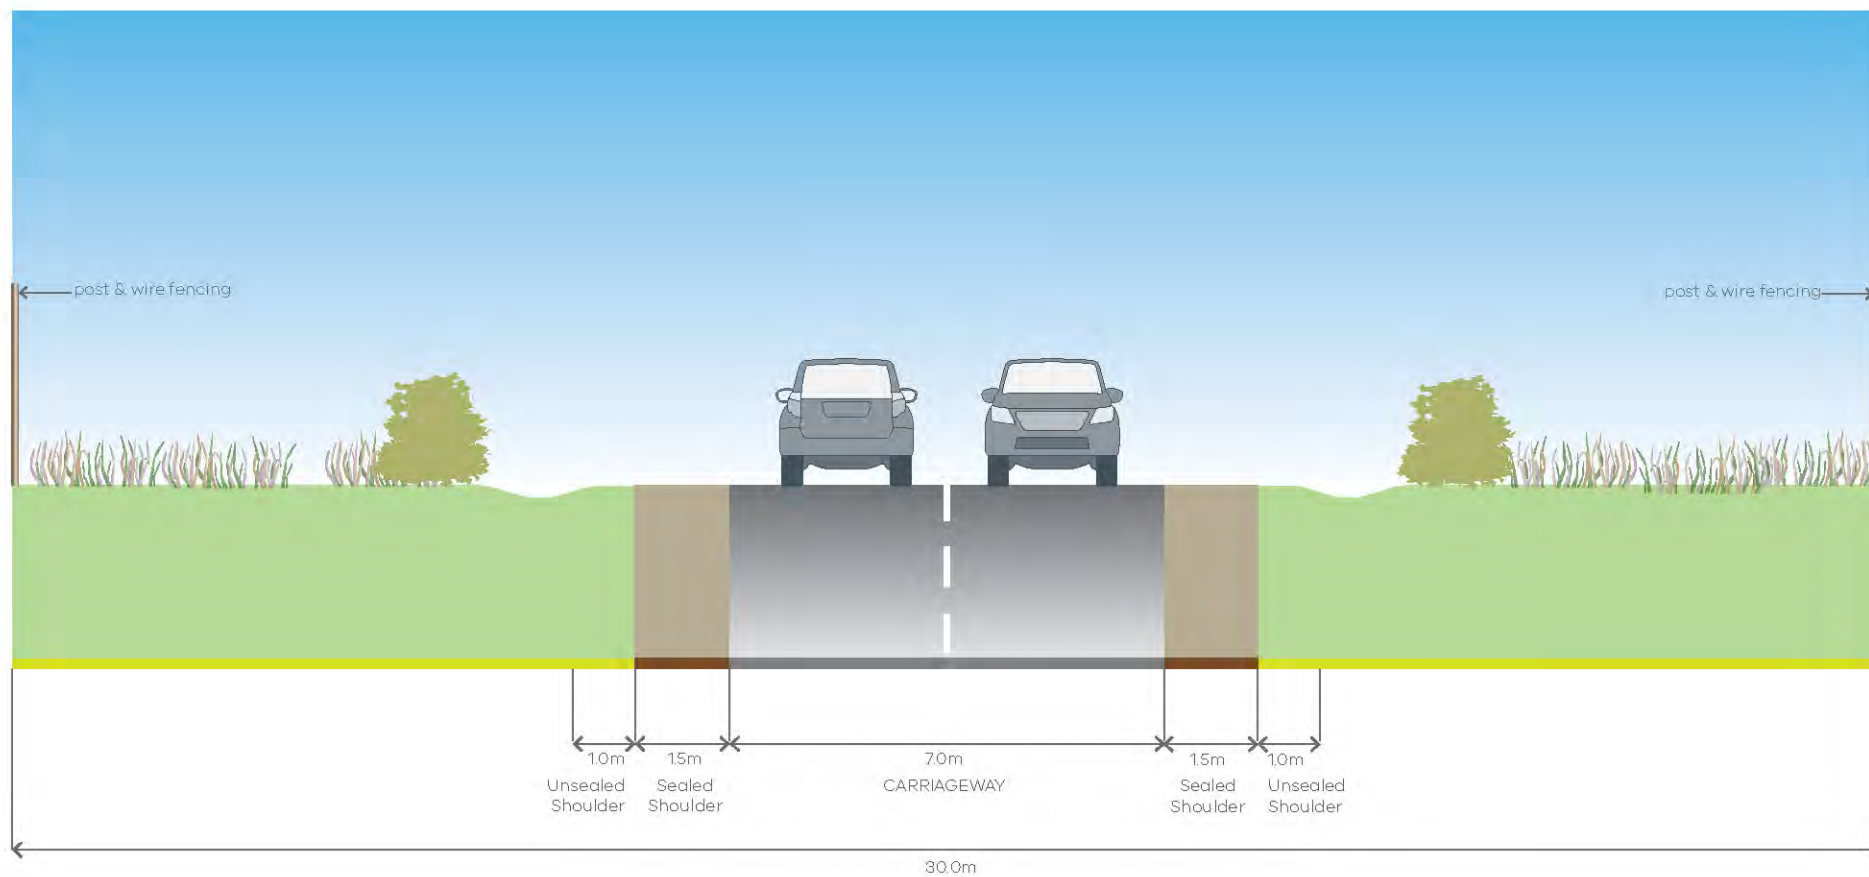 post & wire fencing
post & wire fencing
1.0m
1.5m
7.0m
1.5m
1.0m
Unsealed
Shoulder
Sealed
Shoulder
CARRIAGEWAY
Sealed
Shoulder
Unsealed
Shoulder
30.0m